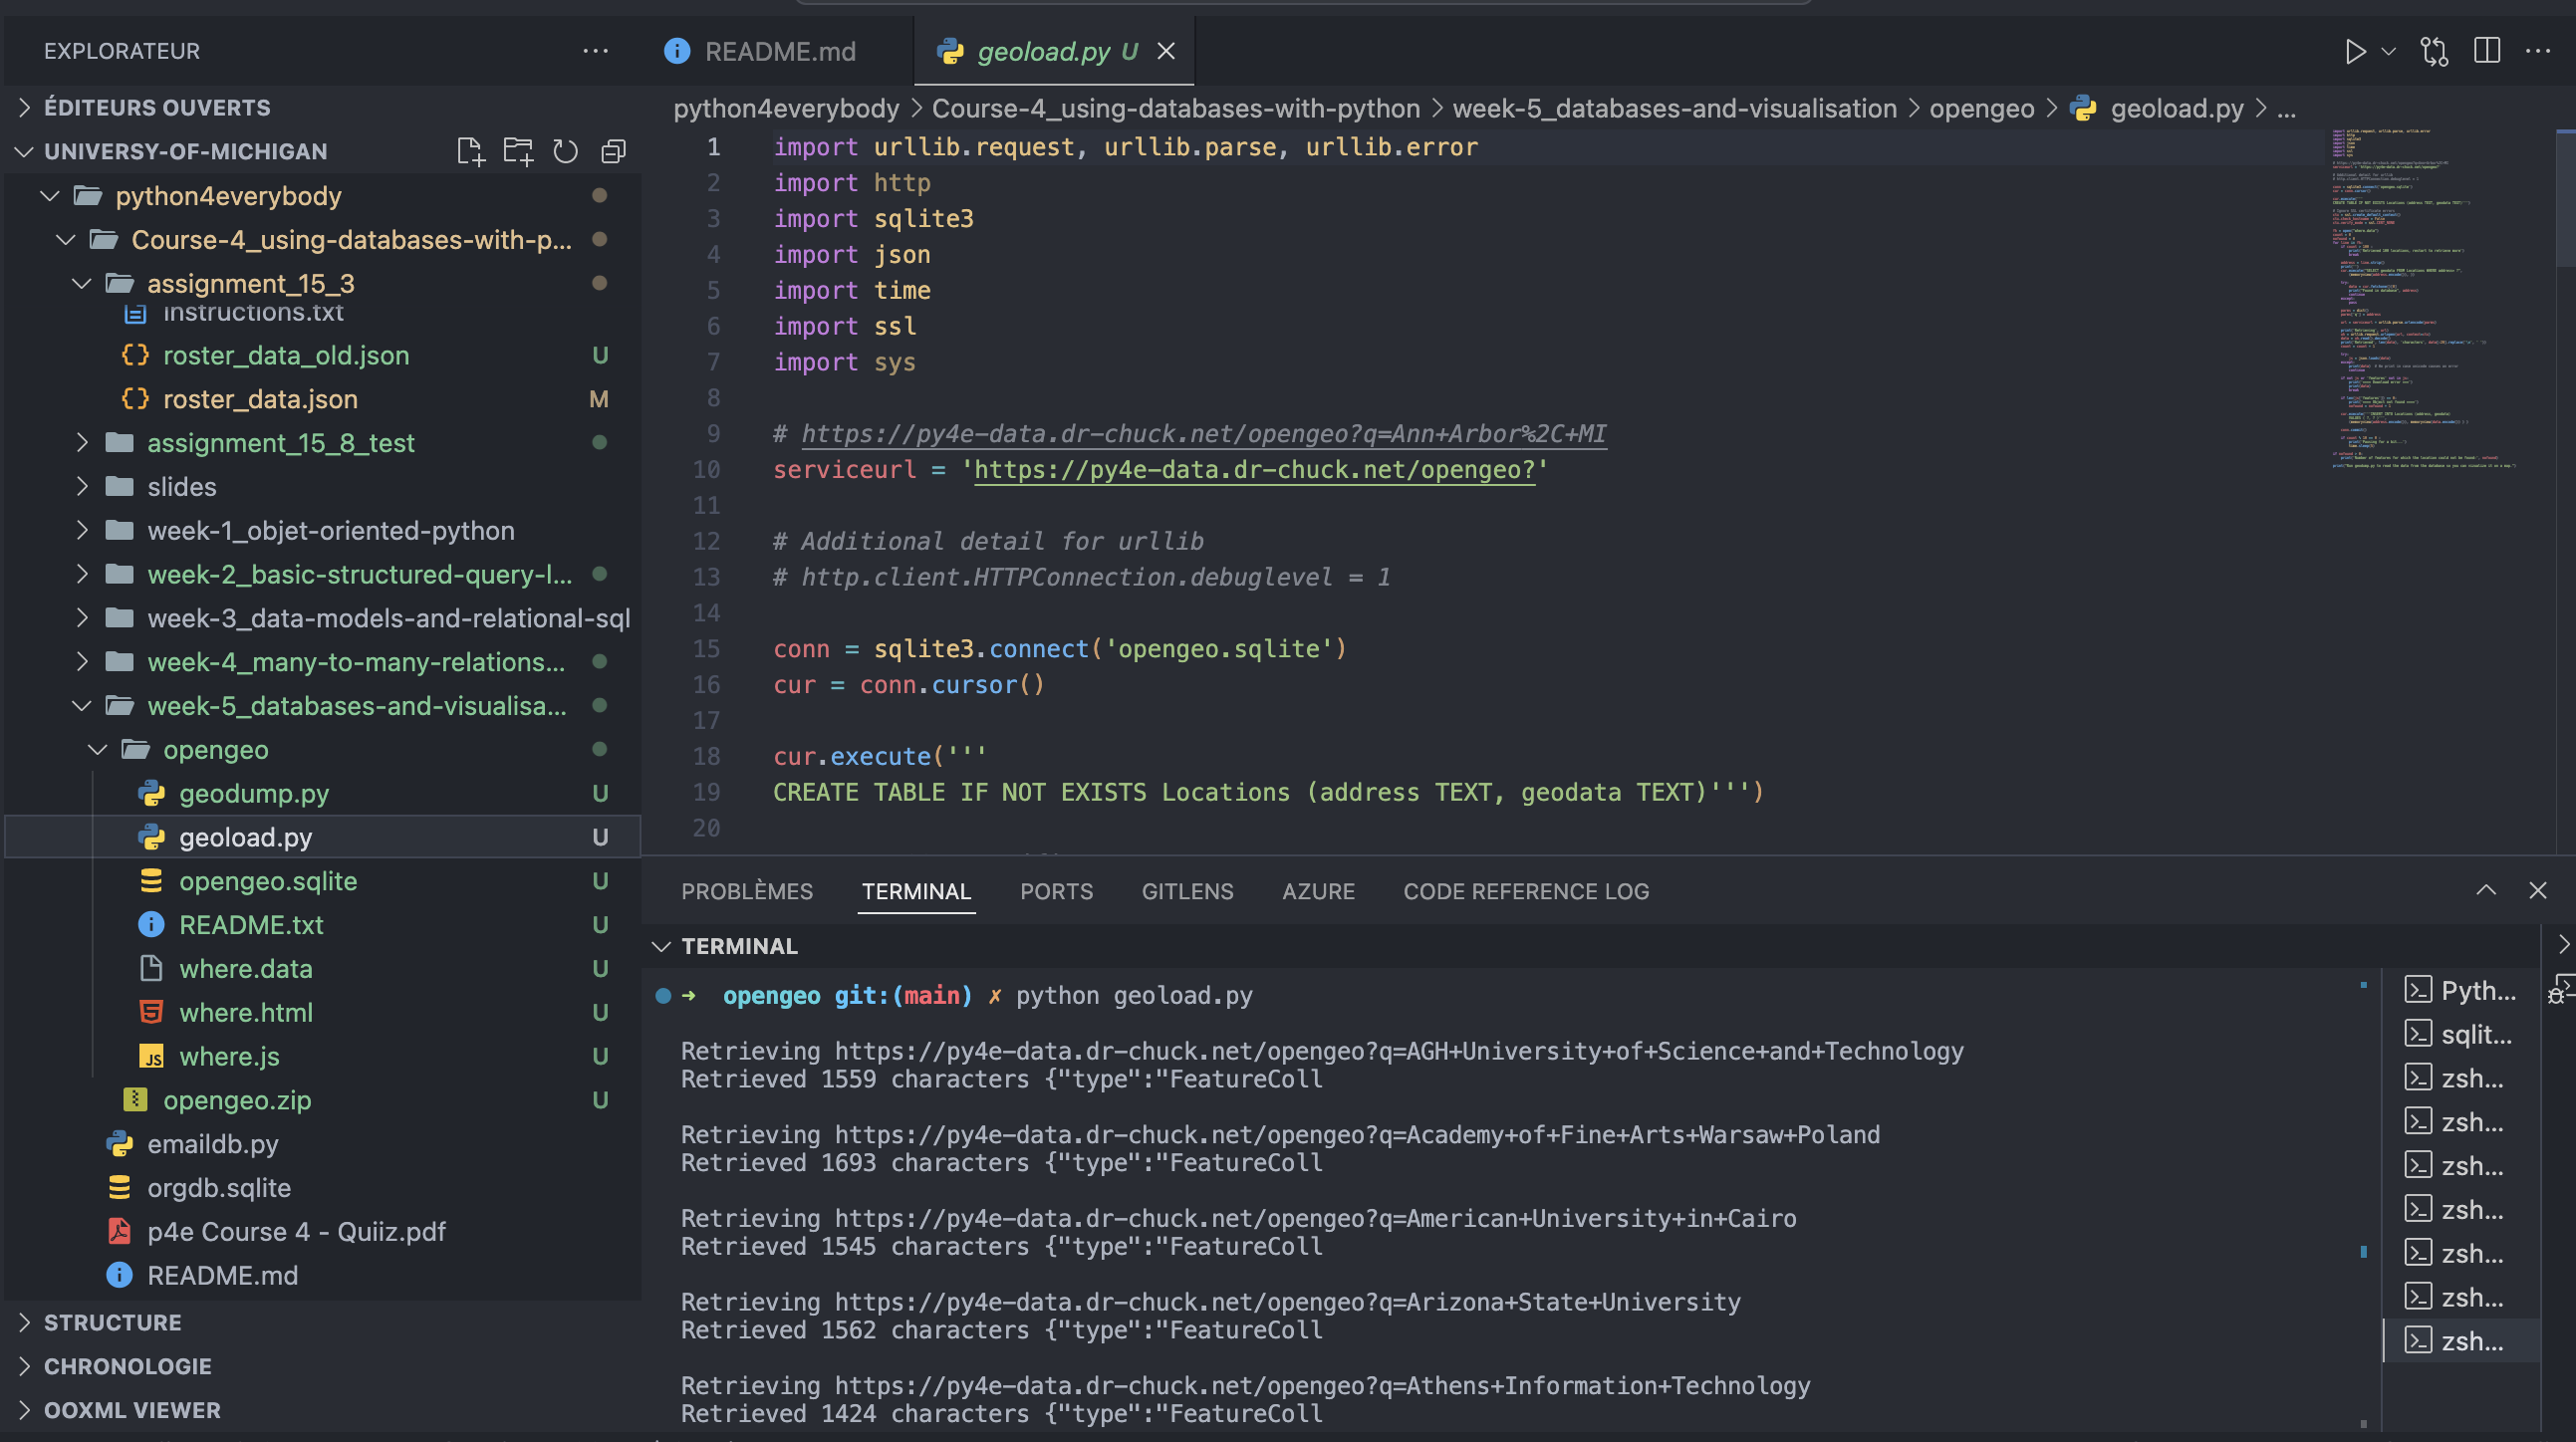 EXPLORATEUR
ÉDITEURS OUVERTS
UNIVERSY-OF-MICHIGAN
python4everybody
Course-4_using-databases-with-p...
assignment_15_3
instructions.txt
roster_data_old.json U
roster_data.json M
assignment_15_8_test
slides
week-1_objet-oriented-python
week-2_basic-structured-query-l...
week-3_data-models-and-relational-sql
week-4_many-to-many-relations...
week-5_databases-and-visualisa...
opengeo
geodump.py U
geoload.py U
opengeo.sqlite U
README.txt U
where.data U
where.html U
where.js U
opengeo.zip U
emaildb.py
orgdb.sqlite
p4e Course 4 - Quiiz.pdf
README.md
STRUCTURE
CHRONOLOGIE
OOXML VIEWER
README.md
geoload.py U
python4everybody > Course-4_using-databases-with-python > week-5_databases-and-visualisation > opengeo > geoload.py > ...
1 import urllib.request, urllib.parse, urllib.error
2 import http
3 import sqlite3
4 import json
5 import time
6 import ssl
7 import sys
8
9 # https://py4e-data.dr-chuck.net/opengeo?q=Ann+Arbor%2C+MI
10 serviceurl = 'https://py4e-data.dr-chuck.net/opengeo?'
11
12 # Additional detail for urllib
13 # http.client.HTTPConnection.debuglevel = 1
14
15 conn = sqlite3.connect('opengeo.sqlite')
16 cur = conn.cursor()
17
18 cur.execute('''
19 CREATE TABLE IF NOT EXISTS Locations (address TEXT, geodata TEXT)''')
20
PROBLÈMES TERMINAL PORTS GITLENS AZURE CODE REFERENCE LOG
TERMINAL
➜ opengeo git:(main) ✗ python geoload.py
Retrieving https://py4e-data.dr-chuck.net/opengeo?q=AGH+University+of+Science+and+Technology
Retrieved 1559 characters {"type":"FeatureColl
Retrieving https://py4e-data.dr-chuck.net/opengeo?q=Academy+of+Fine+Arts+Warsaw+Poland
Retrieved 1693 characters {"type":"FeatureColl
Retrieving https://py4e-data.dr-chuck.net/opengeo?q=American+University+in+Cairo
Retrieved 1545 characters {"type":"FeatureColl
Retrieving https://py4e-data.dr-chuck.net/opengeo?q=Arizona+State+University
Retrieved 1562 characters {"type":"FeatureColl
Retrieving https://py4e-data.dr-chuck.net/opengeo?q=Athens+Information+Technology
Retrieved 1424 characters {"type":"FeatureColl
Pyth...
sqlit...
zsh...
zsh...
zsh...
zsh...
zsh...
zsh...
zsh...